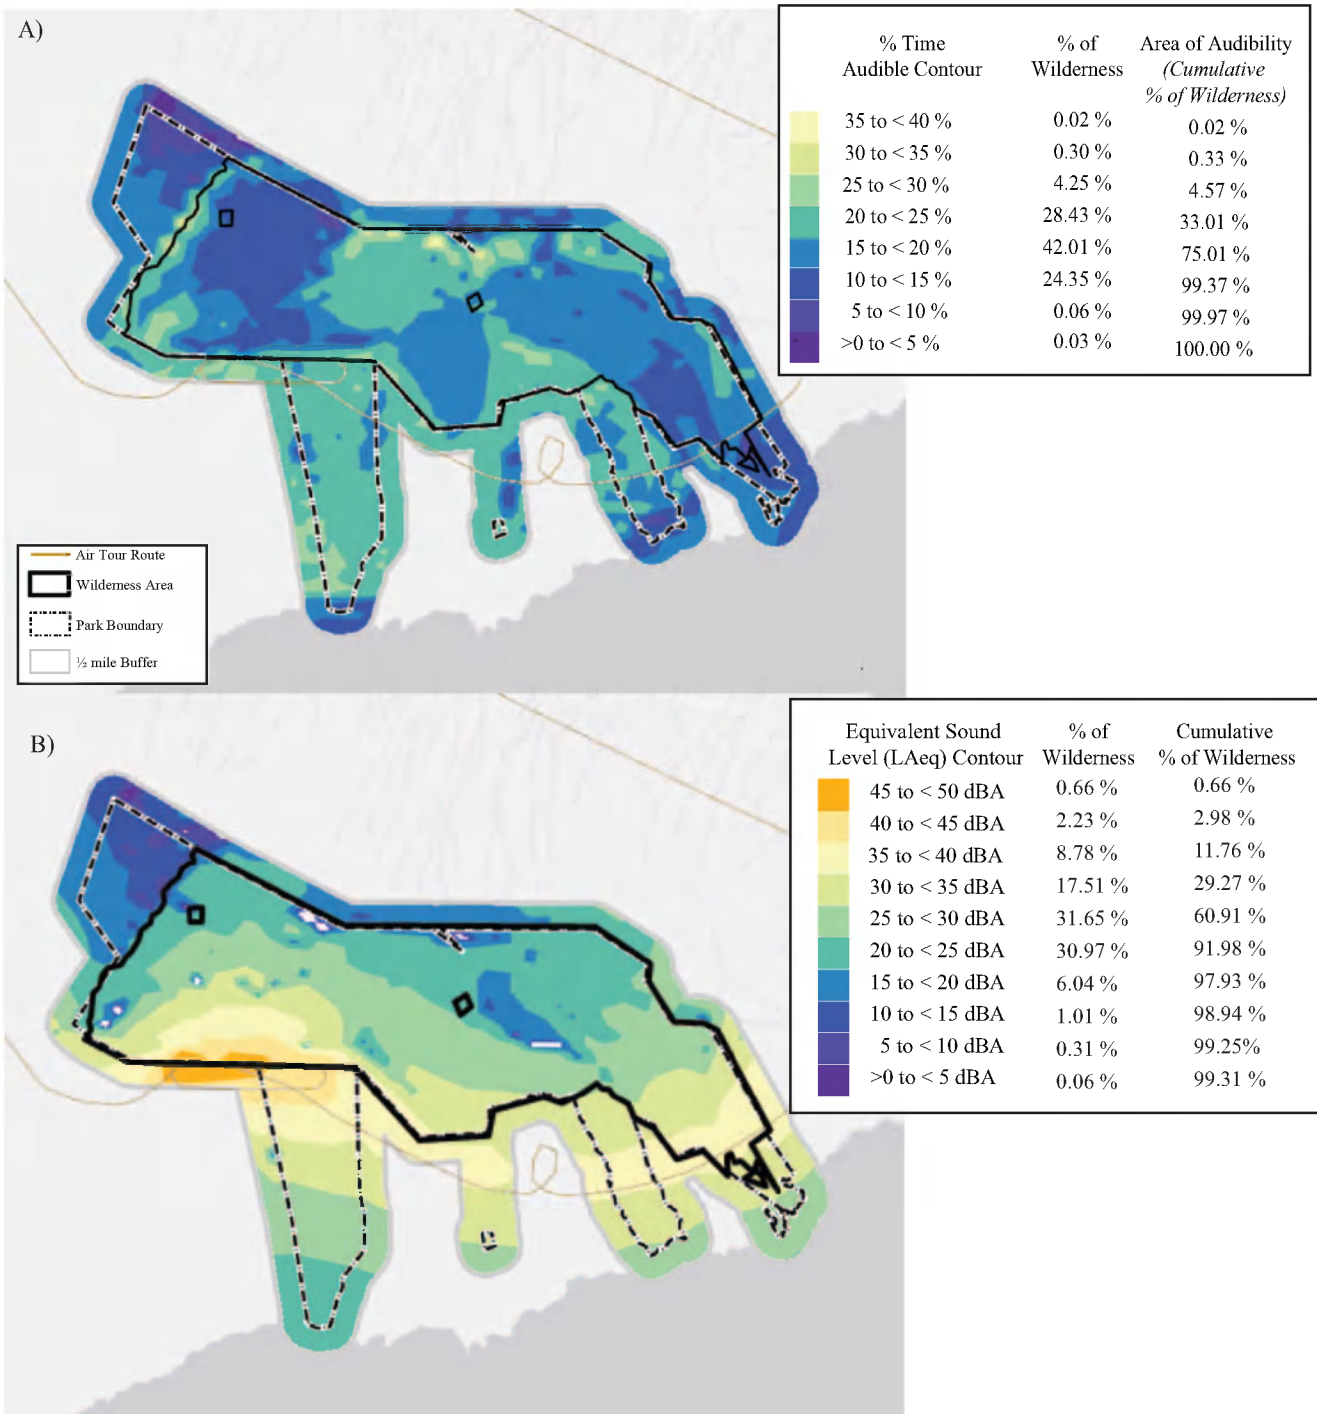 A)
% Time
Audible Contour
% of
Wilderness
Area of Audibility
(Cumulative
% of Wilderness)
35 to < 40 % 0.02 % 0.02 %
30 to < 35 % 0.30 % 0.33 %
25 to < 30 % 4.25 % 4.57 %
20 to < 25 % 28.43 % 33.01 %
15 to < 20 % 42.01 % 75.01 %
10 to < 15 % 24.35 % 99.37 %
5 to < 10 % 0.06 % 99.97 %
>0 to < 5 % 0.03 % 100.00 %
Air Tour Route
Wilderness Area
Park Boundary
½ mile Buffer
B)
Equivalent Sound
Level (LAeq) Contour
% of
Wilderness
Cumulative
% of Wilderness
45 to < 50 dBA 0.66 % 0.66 %
40 to < 45 dBA 2.23 % 2.98 %
35 to < 40 dBA 8.78 % 11.76 %
30 to < 35 dBA 17.51 % 29.27 %
25 to < 30 dBA 31.65 % 60.91 %
20 to < 25 dBA 30.97 % 91.98 %
15 to < 20 dBA 6.04 % 97.93 %
10 to < 15 dBA 1.01 % 98.94 %
5 to < 10 dBA 0.31 % 99.25%
>0 to < 5 dBA 0.06 % 99.31 %